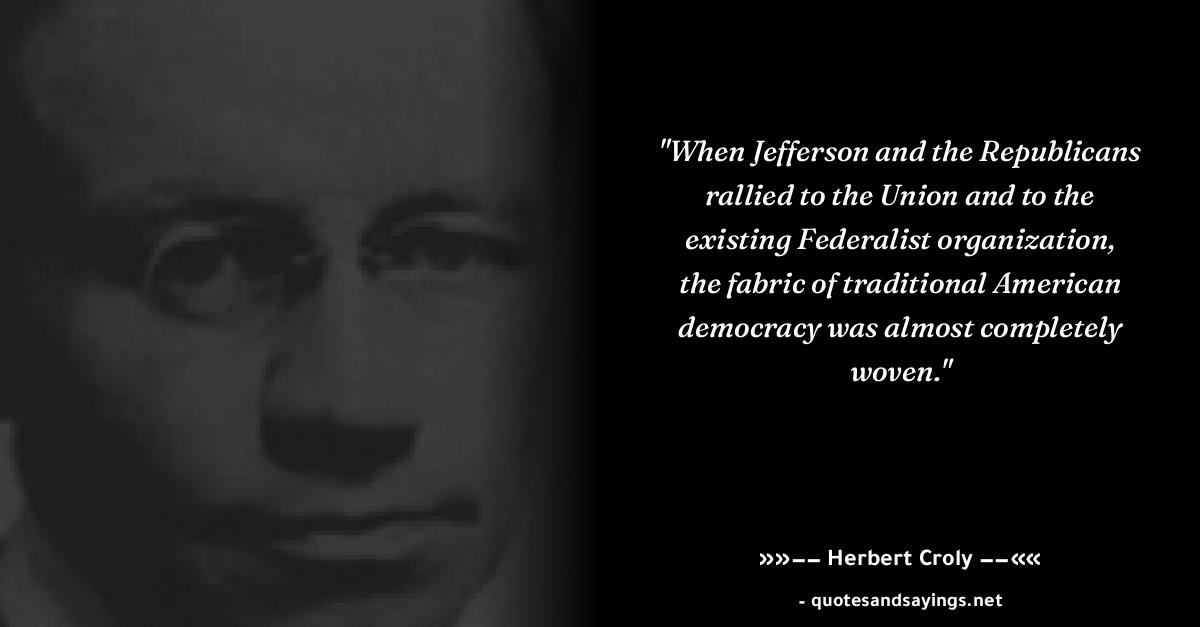 "When Jefferson and the Republicans
rallied to the Union and to the
existing Federalist organization,
the fabric of traditional American
democracy was almost completely
woven."
»»–– Herbert Croly ––««
- quotesandsayings.net